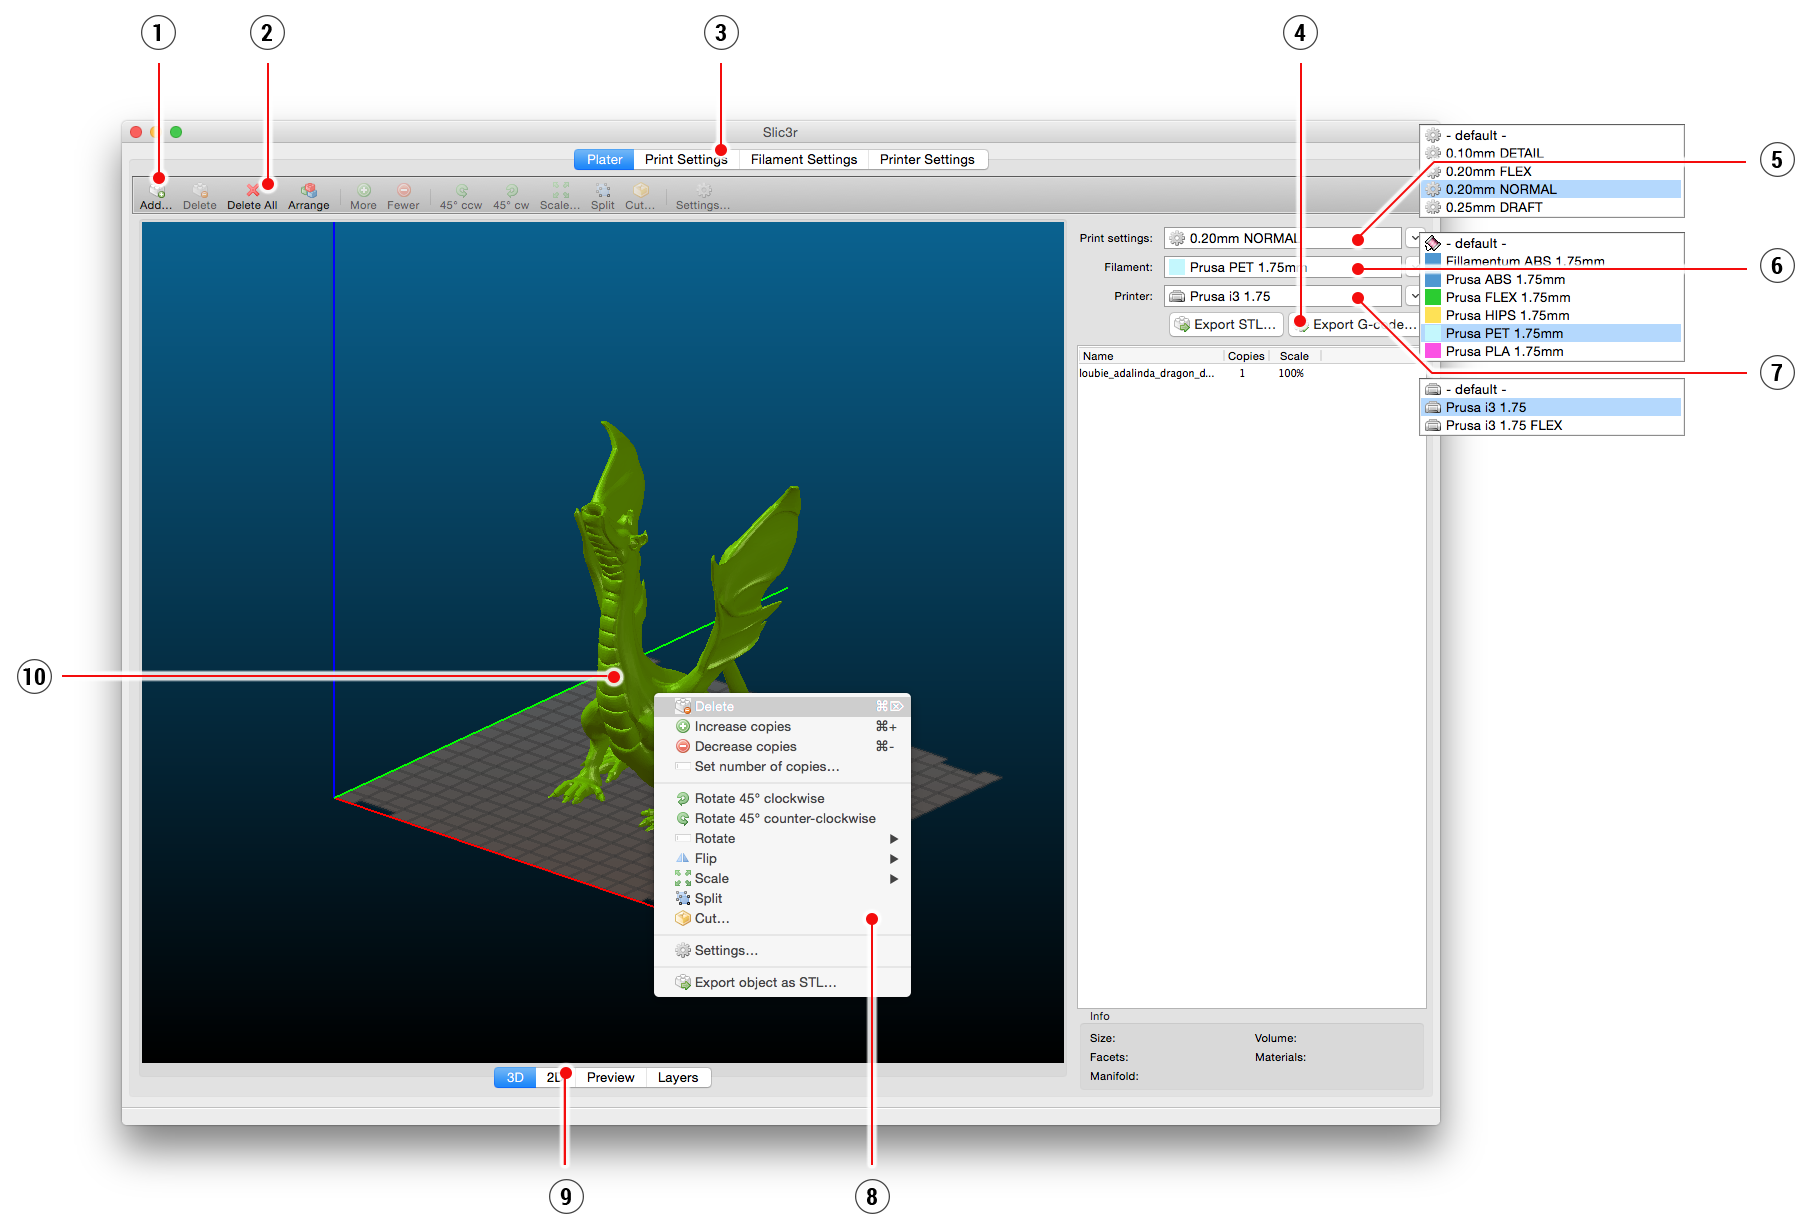 1
2
3
4
Slic3r
Plater Print Settings Filament Settings Printer Settings
Add... Delete Delete All Arrange More Fewer 45° ccw 45° cw Scale... Split Cut... Settings...
- default -
0.10mm DETAIL
0.20mm FLEX
0.20mm NORMAL
0.25mm DRAFT
5
Print settings: 0.20mm NORMAL
Filament: Prusa PET 1.75mm
Printer: Prusa i3 1.75
Export STL... Export G-code...
- default -
Fillamentum ABS 1.75mm
Prusa ABS 1.75mm
Prusa FLEX 1.75mm
Prusa HIPS 1.75mm
Prusa PET 1.75mm
Prusa PLA 1.75mm
6
7
- default -
Prusa i3 1.75
Prusa i3 1.75 FLEX
Name Copies Scale
loubie_adalinda_dragon_d... 1 100%
10
Delete ⌘⌦
Increase copies ⌘+
Decrease copies ⌘-
Set number of copies...
Rotate 45° clockwise
Rotate 45° counter-clockwise
Rotate
Flip
Scale
Split
Cut...
Settings...
Export object as STL...
Info
Size: Volume:
Facets: Materials:
Manifold:
3D 2D Preview Layers
9
8